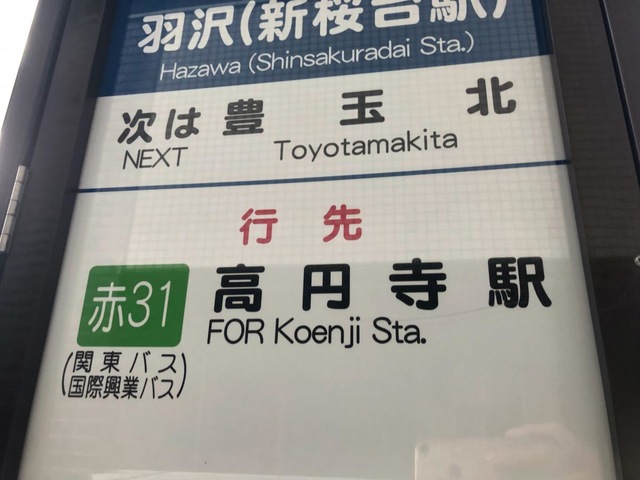 羽沢(新桜台駅)
Hazawa (Shinsakuradai Sta.)
次は 豊玉北
NEXT Toyotamakita
行先
赤31 高円寺駅
FOR Koenji Sta.
(関東バス
国際興業バス)